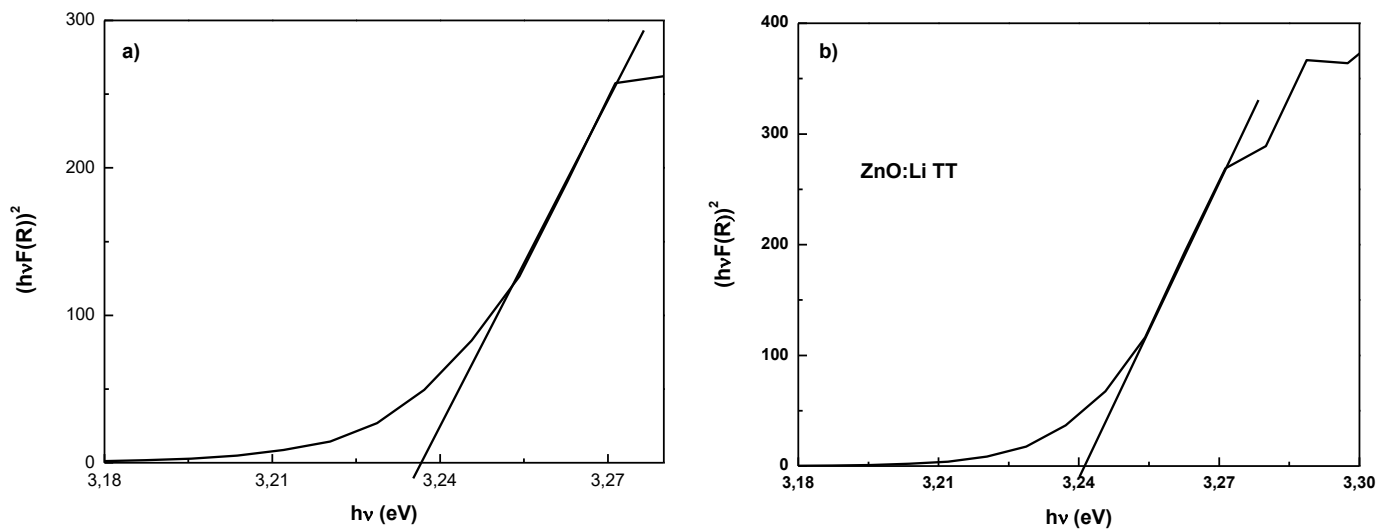 a)
300
200
100
0
3,18
3,21
3,24
3,27
(hνF(R))²
hν (eV)
b)
ZnO:Li TT
400
300
200
100
0
3,18
3,21
3,24
3,27
3,30
(hνF(R))²
hν (eV)